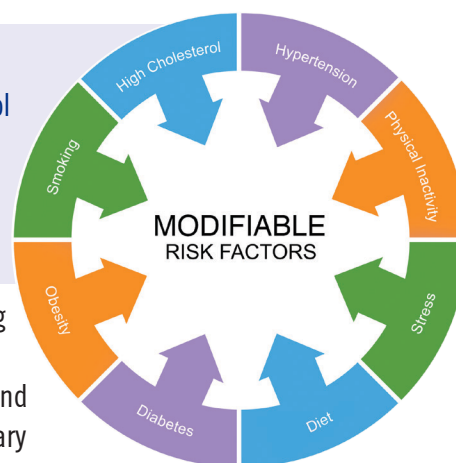 ol
High Cholesterol
Hypertension
Physical Inactivity
Smoking
MODIFIABLE
RISK FACTORS
Obesity
Stress
g
nd
Diabetes
Diet
ary